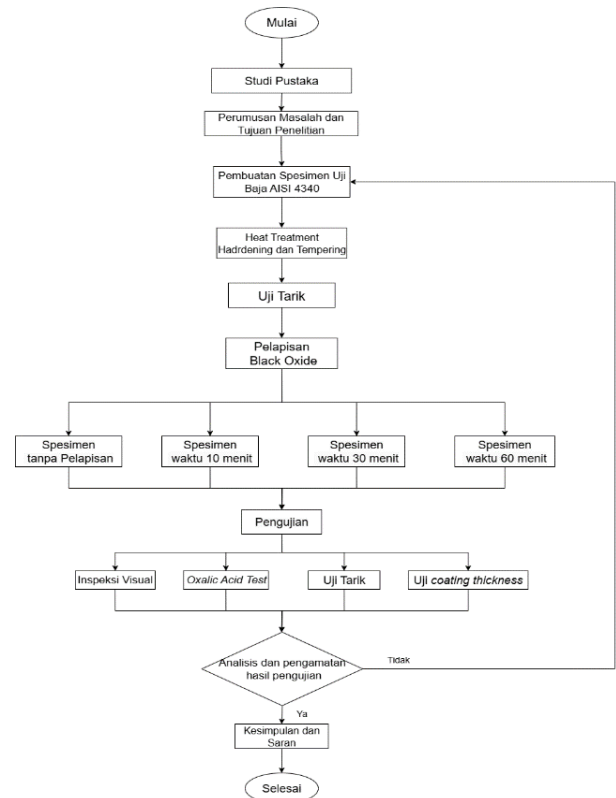 Mulai
Studi Pustaka
Perumusan Masalah dan
Tujuan Penelitian
Pembuatan Spesimen Uji
Baja AISI 4340
Heat Treatment
Hadrdening dan Tempering
Uji Tarik
Pelapisan
Black Oxide
Spesimen
tanpa Pelapisan
Spesimen
waktu 10 menit
Spesimen
waktu 30 menit
Spesimen
waktu 60 menit
Pengujian
Inspeksi Visual
Oxalic Acid Test
Uji Tarik
Uji coating thickness
Analisis dan pengamatan
hasil pengujian
Tidak
Ya
Kesimpulan dan
Saran
Selesai